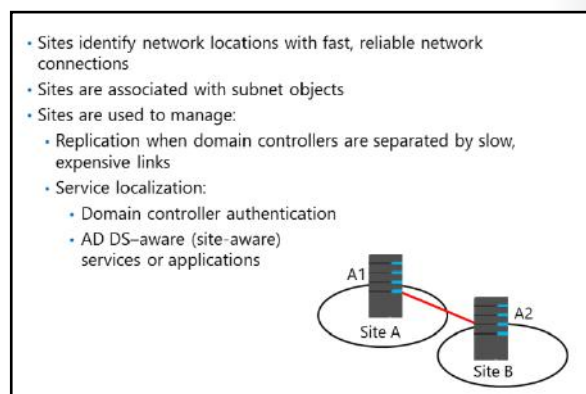 • Sites identify network locations with fast, reliable network
connections
• Sites are associated with subnet objects
• Sites are used to manage:
• Replication when domain controllers are separated by slow,
expensive links
• Service localization:
• Domain controller authentication
• AD DS–aware (site-aware)
services or applications
A1
A2
Site A
Site B